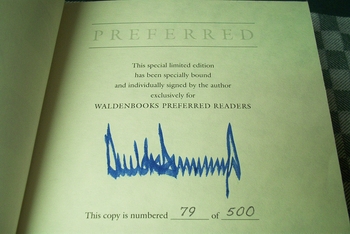 PREFERRED
This special limited edition
has been specially bound
and individually signed by the author
exclusively for
WALDENBOOKS PREFERRED READERS
This copy is numbered 79 of 500